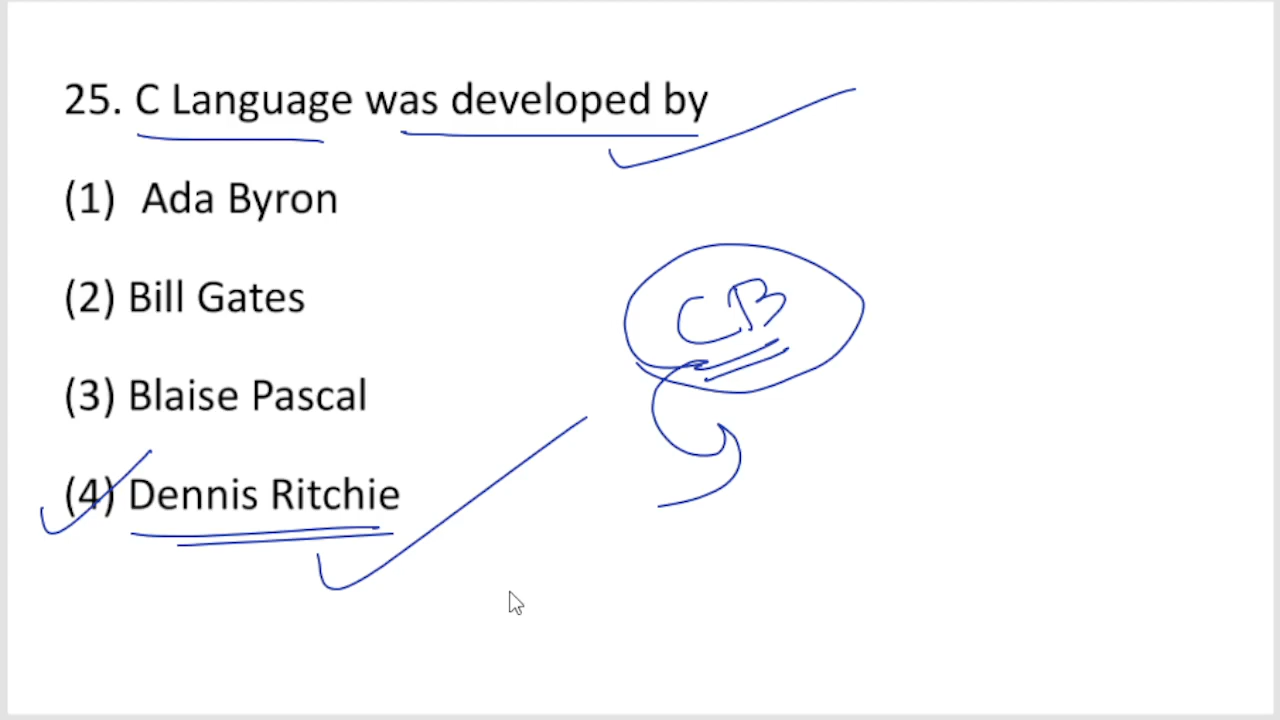 25. C Language was developed by
(1) Ada Byron
(2) Bill Gates
CB
(3) Blaise Pascal
(4) Dennis Ritchie